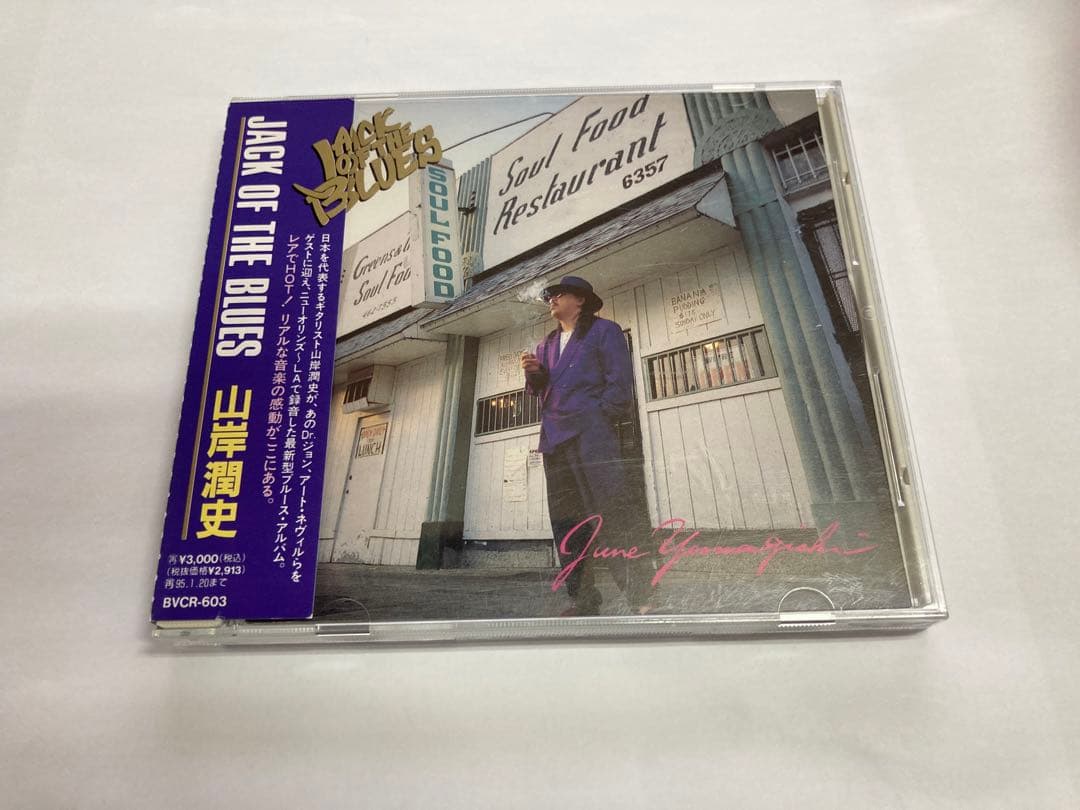 JACK OF THE BLUES
山岸潤史
再¥3,000(税込)
(税抜価格¥2,913)
再95.1.20まで
BVCR-603
日本を代表するギタリスト山岸潤史が、あのDr.ジョン、アート・ネヴィルらを
ゲストに迎え、ニューオリンズ〜LAで録音した最新型ブルース・アルバム。
レアでHOT！リアルな音楽の感動がここにある。
JACK
OF THE
BLUES
SOUL FOOD
Soul Food
Restaurant
6357
Greens &
Soul Foo
BANANA
PUDDING
SUNDAY ONLY
LUNCH
June Yamagishi